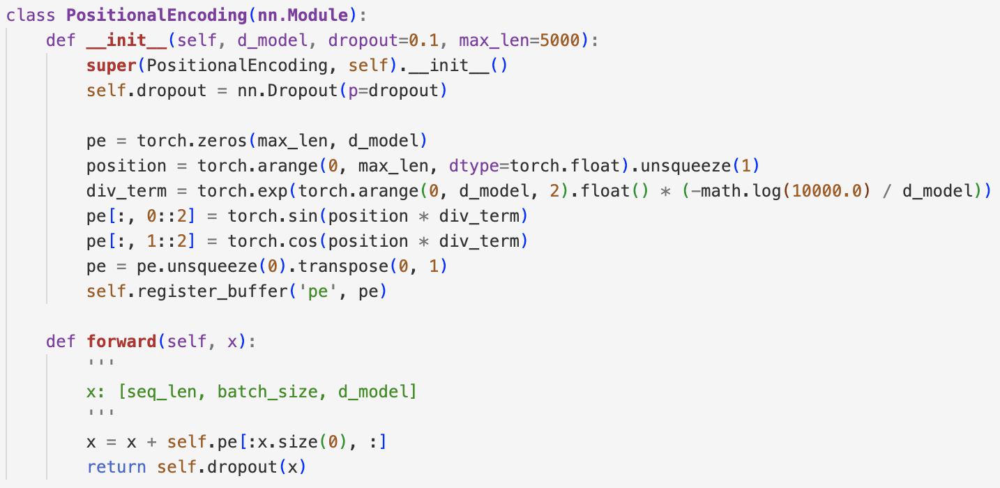 class PositionalEncoding(nn.Module):
    def __init__(self, d_model, dropout=0.1, max_len=5000):
        super(PositionalEncoding, self).__init__()
        self.dropout = nn.Dropout(p=dropout)

        pe = torch.zeros(max_len, d_model)
        position = torch.arange(0, max_len, dtype=torch.float).unsqueeze(1)
        div_term = torch.exp(torch.arange(0, d_model, 2).float() * (-math.log(10000.0) / d_model))
        pe[:, 0::2] = torch.sin(position * div_term)
        pe[:, 1::2] = torch.cos(position * div_term)
        pe = pe.unsqueeze(0).transpose(0, 1)
        self.register_buffer('pe', pe)

    def forward(self, x):
        '''
        x: [seq_len, batch_size, d_model]
        '''
        x = x + self.pe[:x.size(0), :]
        return self.dropout(x)